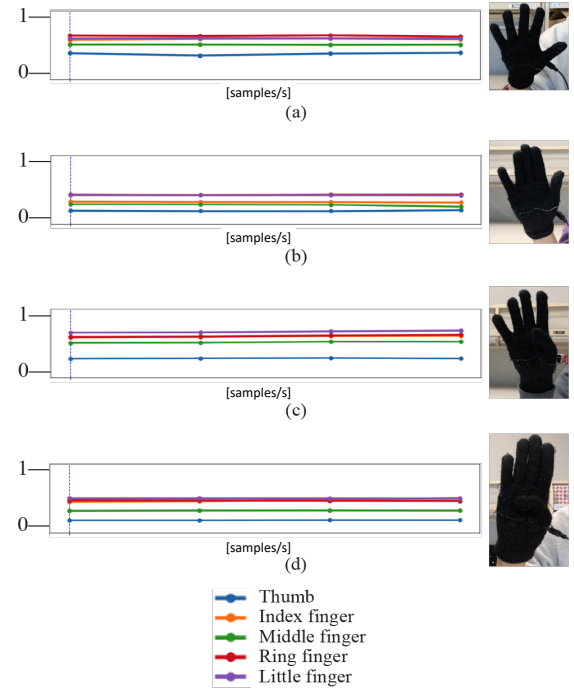 1
0
[samples/s]
(a)
1
0
[samples/s]
(b)
1
0
[samples/s]
(c)
1
0
[samples/s]
(d)
Thumb
Index finger
Middle finger
Ring finger
Little finger